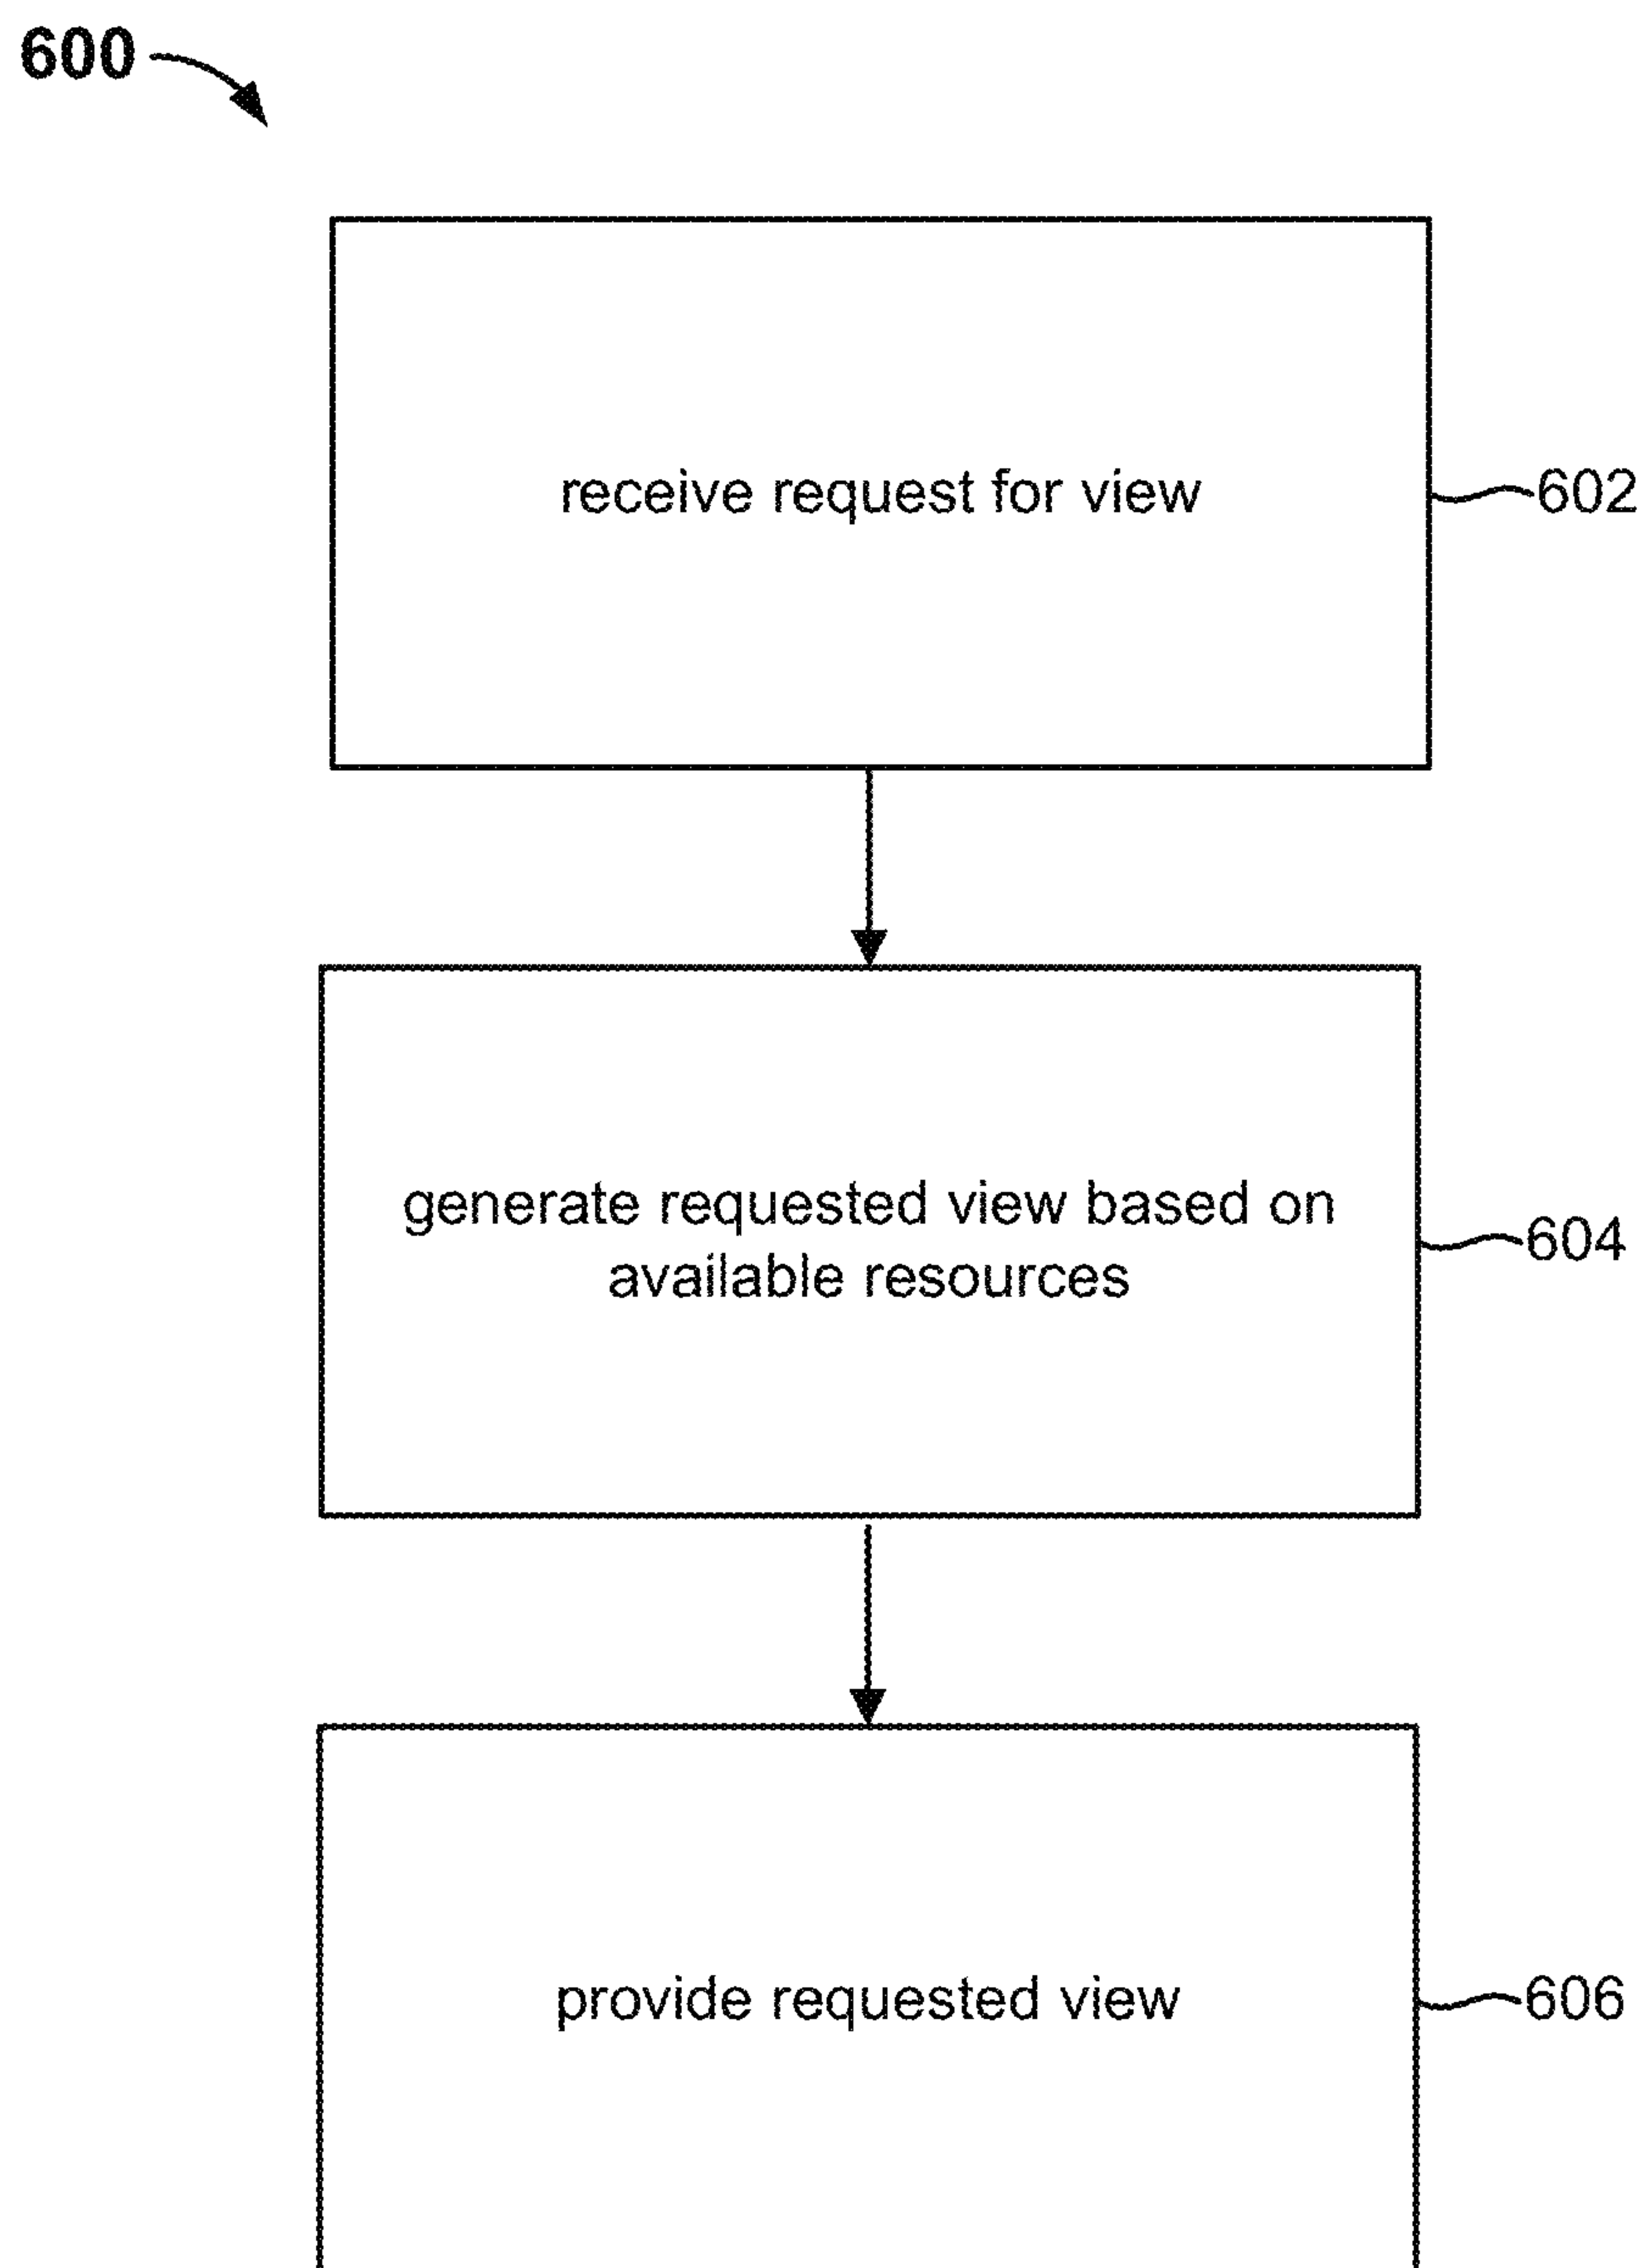 600
receive request for view
602
generate requested view based on
available resources
604
provide requested view
606